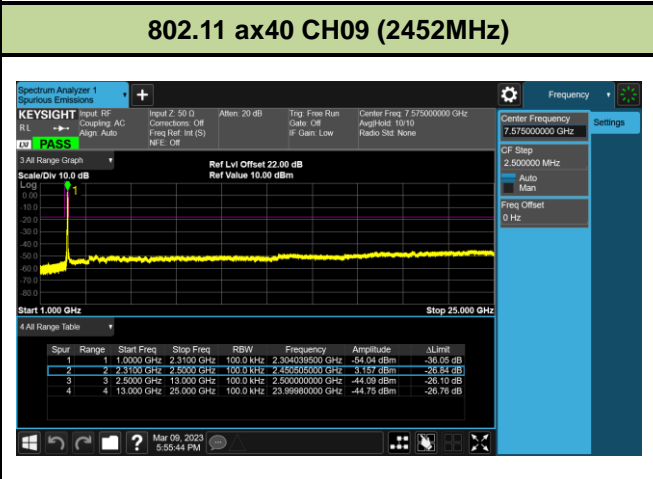 802.11 ax40 CH09 (2452MHz)
Spectrum Analyzer 1
Spurious Emissions
+
Frequency
KEYSIGHT
RL
LXI
PASS
Input: RF
Coupling: AC
Align: Auto
Input Z: 50 Ω
Corrections: Off
Freq Ref: Int (S)
NFE: Off
Atten: 20 dB
Trig: Free Run
Gate: Off
IF Gain: Low
Center Freq: 7.575000000 GHz
Avg|Hold: 10/10
Radio Std: None
Center Frequency
7.575000000 GHz
Settings
CF Step
2.500000 MHz
Auto
Man
Freq Offset
0 Hz
3 All Range Graph
Scale/Div 10.0 dB
Ref Lvl Offset 22.00 dB
Ref Value 10.00 dBm
Log
1
0.00
-10.0
-20.0
-30.0
-40.0
-50.0
-60.0
-70.0
-80.0
Start 1.000 GHz
Stop 25.000 GHz
4 All Range Table
Spur Range Start Freq Stop Freq RBW Frequency Amplitude ΔLimit
1 1 1.0000 GHz 2.3100 GHz 100.0 kHz 2.304039500 GHz -54.04 dBm -36.05 dB
2 2 2.3100 GHz 2.5000 GHz 100.0 kHz 2.450505000 GHz 3.157 dBm -26.84 dB
3 3 2.5000 GHz 13.000 GHz 100.0 kHz 2.500000000 GHz -44.09 dBm -26.10 dB
4 4 13.000 GHz 25.000 GHz 100.0 kHz 23.99980000 GHz -44.75 dBm -26.76 dB
?
Mar 09, 2023
5:55:44 PM